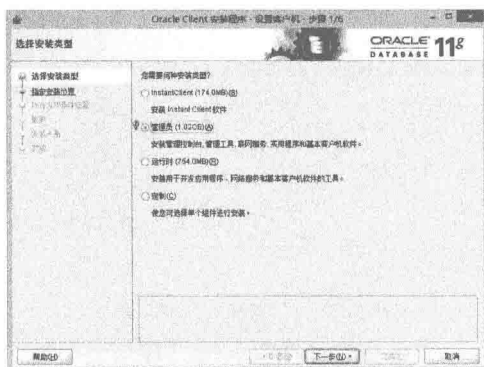 Oracle Client 安装程序 - 设置客户机 - 步骤 1/6
选择安装类型
ORACLE 11g
DATABASE
选择安装类型
指定安装位置
您需要何种安装类型?
InstantClient (174.0MB)(B)
安装 Instant Client 软件
管理员 (1.02GB)(A)
安装管理控制台, 管理工具, 联网服务, 实用程序和基本客户机软件。
运行时 (764.0MB)(R)
安装用于开发应用程序、网络服务和基本客户机软件的工具。
定制(C)
使您可选择单个组件进行安装。
帮助(H)
下一步(N) >
取消